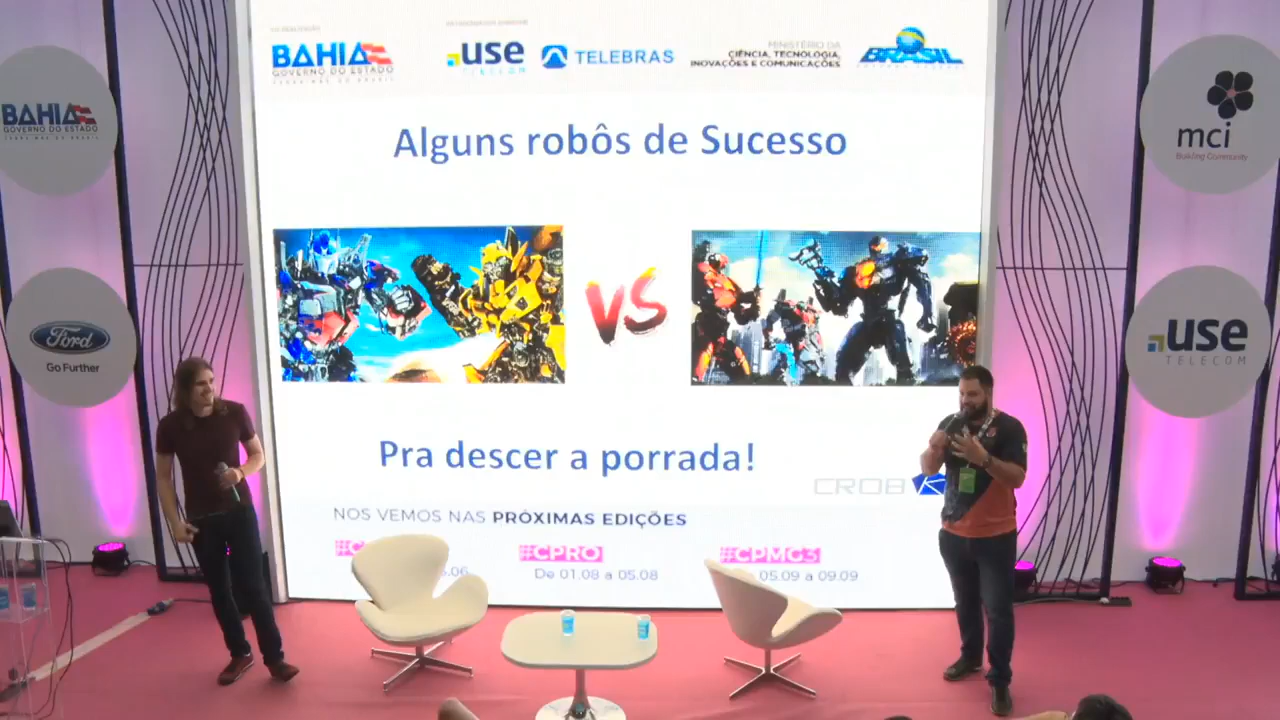 BAHIA
GOVERNO DO ESTADO
use
TELECOM
TELEBRAS
MINISTÉRIO DA
CIÊNCIA, TECNOLOGIA,
INOVAÇÕES E COMUNICAÇÕES
BRASIL
BAHIA
GOVERNO DO ESTADO
mci
Building Community
Alguns robôs de Sucesso
VS
Ford
Go Further
use
TELECOM
Pra descer a porrada!
CROB
NOS VEMOS NAS PRÓXIMAS EDIÇÕES
#CPRO
#CPMG3
De 01.08 a 05.08
05.09 a 09.09